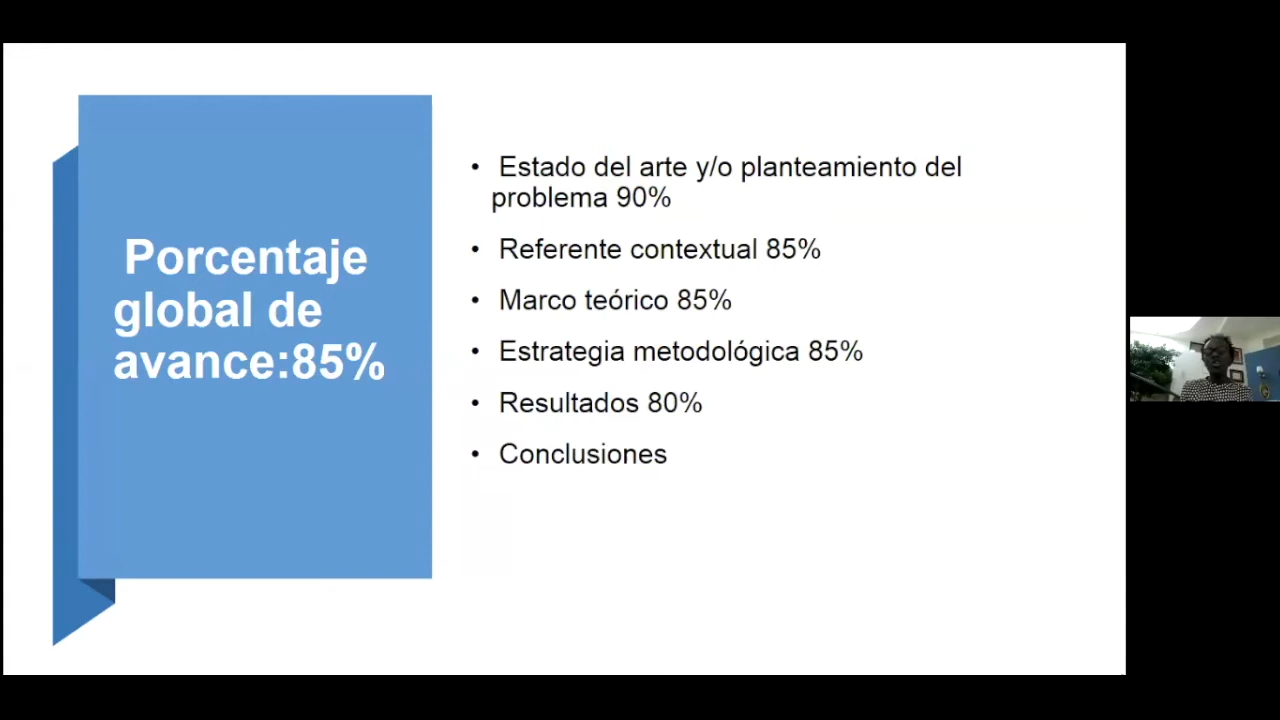 Porcentaje
global de
avance:85%
• Estado del arte y/o planteamiento del
problema 90%
• Referente contextual 85%
• Marco teórico 85%
• Estrategia metodológica 85%
• Resultados 80%
• Conclusiones